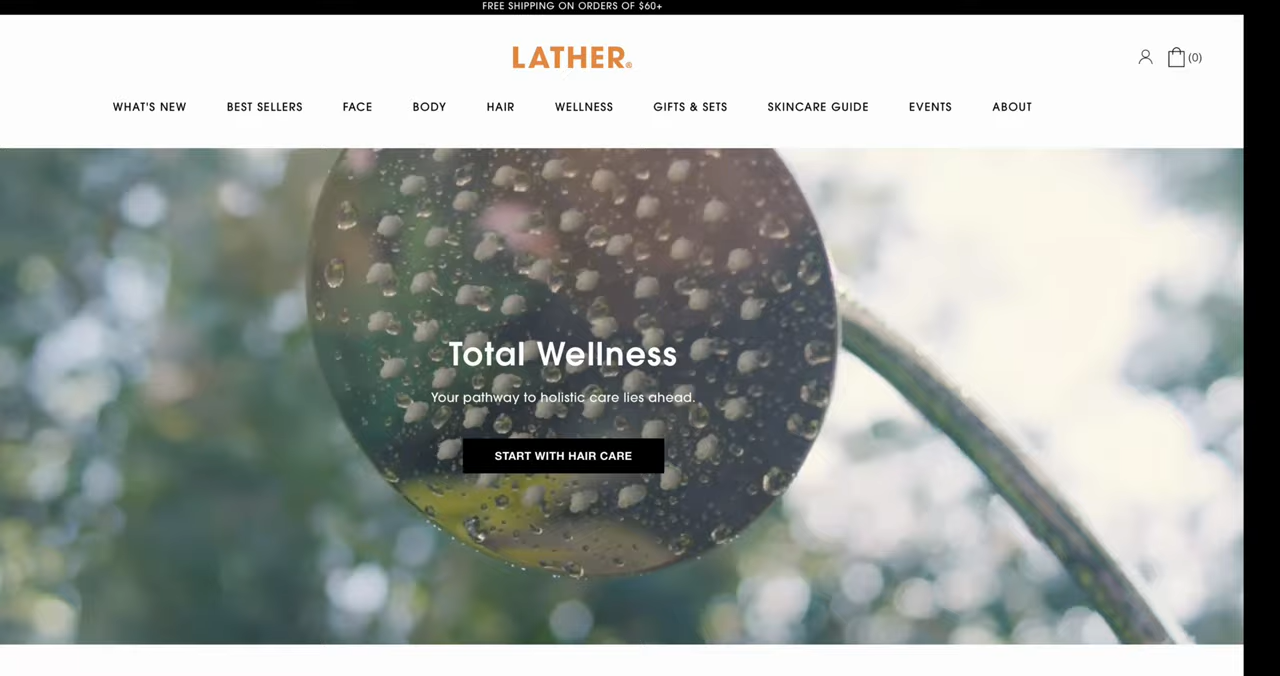 FREE SHIPPING ON ORDERS OF $60+
LATHER®
(0)
WHAT'S NEW BEST SELLERS FACE BODY HAIR WELLNESS GIFTS & SETS SKINCARE GUIDE EVENTS ABOUT
Total Wellness
Your pathway to holistic care lies ahead.
START WITH HAIR CARE